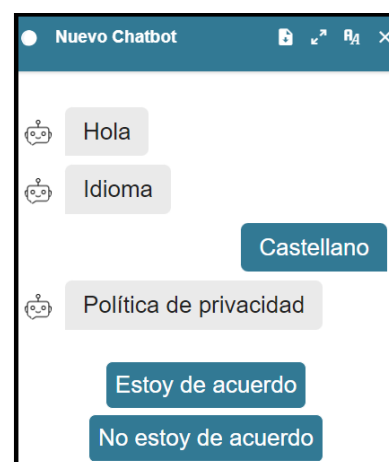 Nuevo Chatbot
Hola
Idioma
Castellano
Política de privacidad
Estoy de acuerdo
No estoy de acuerdo